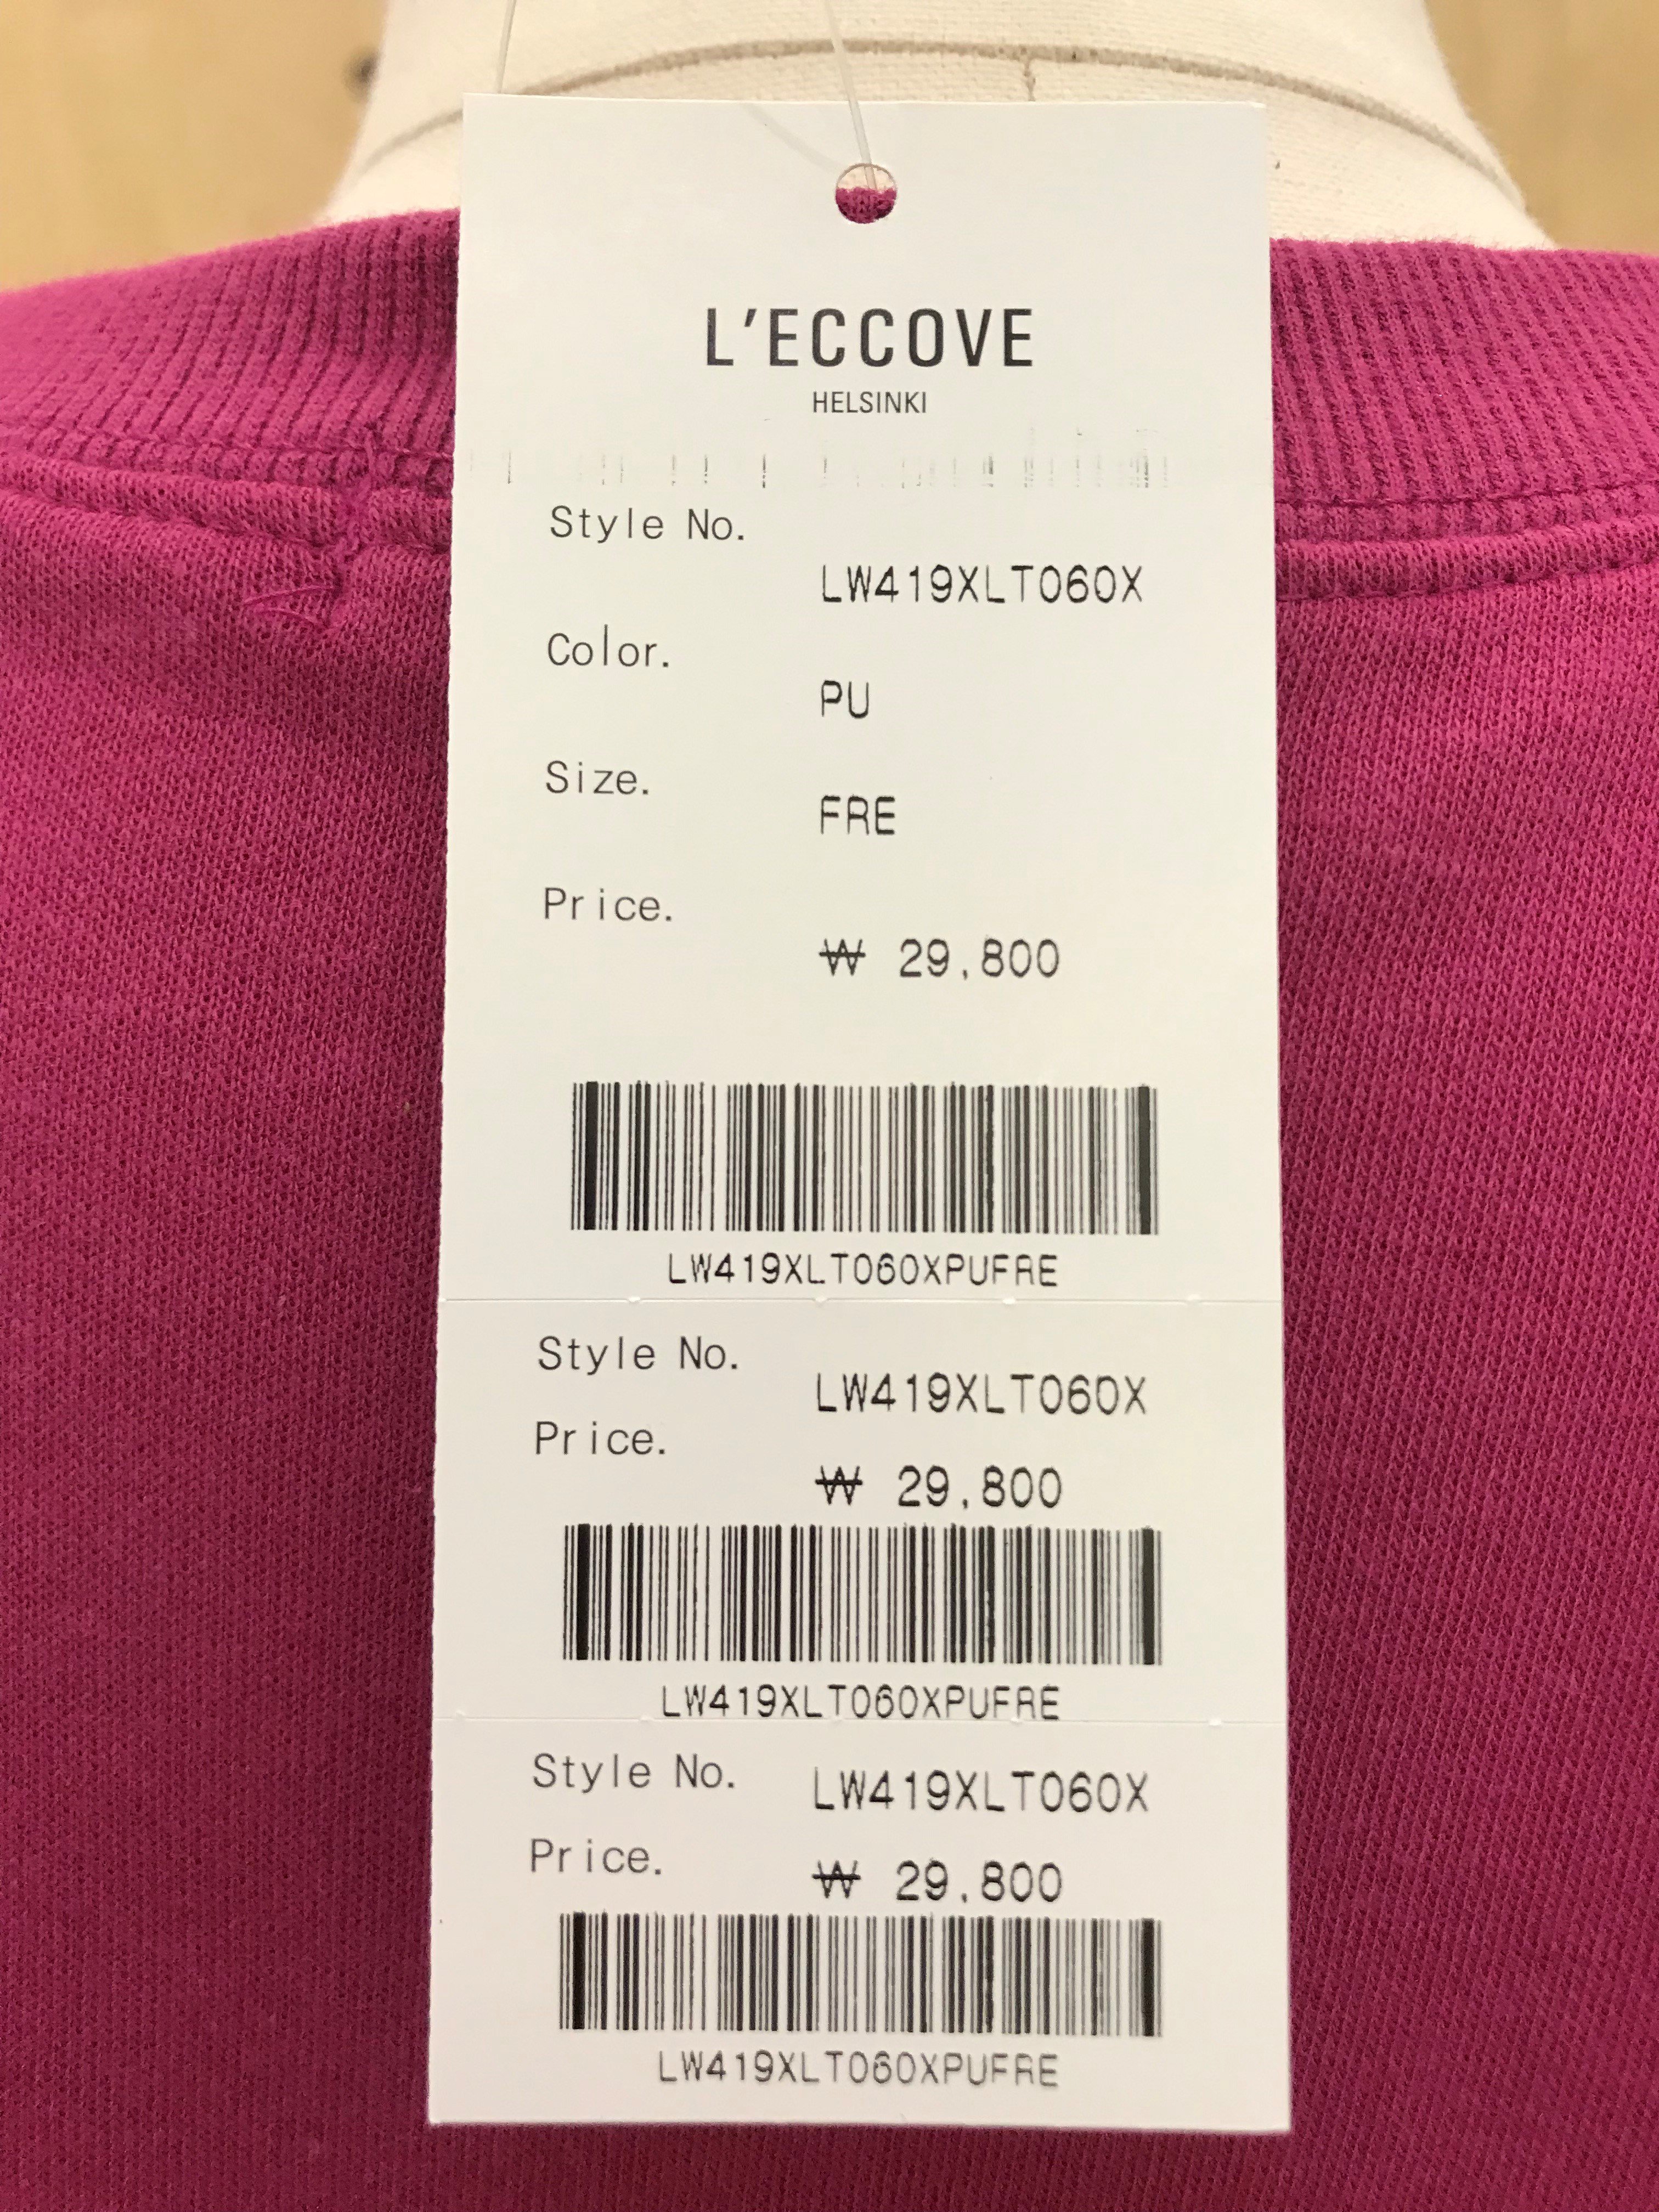 L'ECCOVE
HELSINKI
Style No.
LW419XLT060X
Color.
PU
Size.
FRE
Price.
₩ 29,800
LW419XLT060XPUFRE
Style No.
LW419XLT060X
Price.
₩ 29,800
LW419XLT060XPUFRE
Style No. LW419XLT060X
Price. ₩ 29,800
LW419XLT060XPUFRE